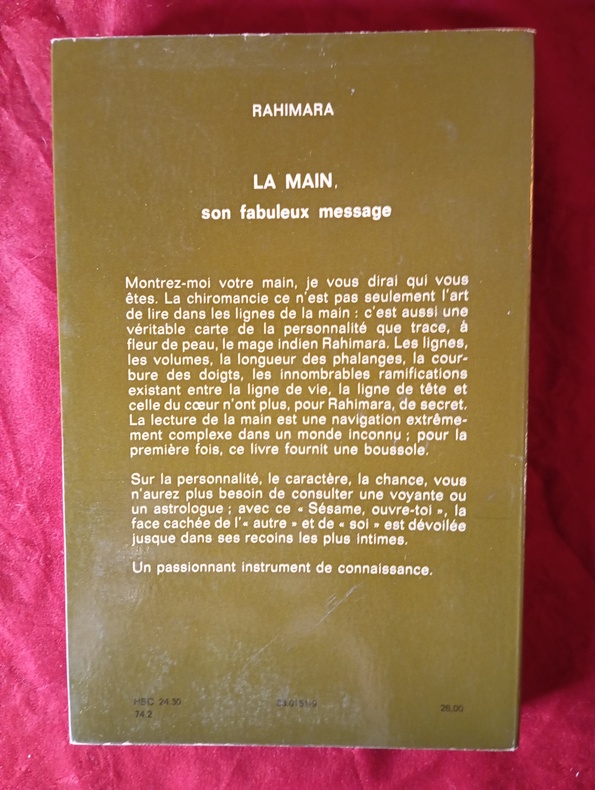 RAHIMARA
LA MAIN,
son fabuleux message
Montrez-moi votre main, je vous dirai qui vous
êtes. La chiromancie ce n'est pas seulement l'art
de lire dans les lignes de la main : c'est aussi une
véritable carte de la personnalité que trace, à
fleur de peau, le mage indien Rahimara. Les lignes,
les volumes, la longueur des phalanges, la cour-
bure des doigts, les innombrables ramifications
existant entre la ligne de vie, la ligne de tête et
celle du cœur n'ont plus, pour Rahimara, de secret.
La lecture de la main est une navigation extrême-
ment complexe dans un monde inconnu ; pour la
première fois, ce livre fournit une boussole.
Sur la personnalité, le caractère, la chance, vous
n'aurez plus besoin de consulter une voyante ou
un astrologue ; avec ce « Sésame, ouvre-toi », la
face cachée de l'« autre » et de « soi » est dévoilée
jusque dans ses recoins les plus intimes.
Un passionnant instrument de connaissance.
HBC 24.30
74.2
28,00